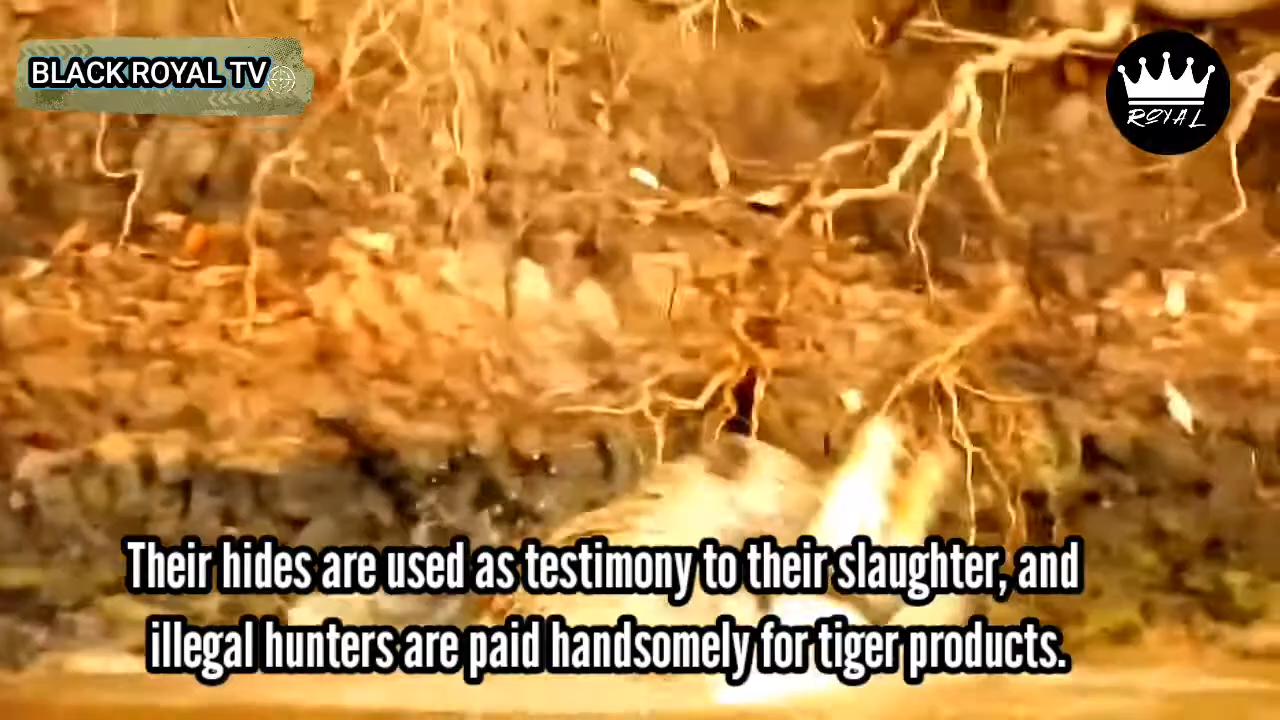 BLACK ROYAL TV
ROYAL
Their hides are used as testimony to their slaughter, and
illegal hunters are paid handsomely for tiger products.